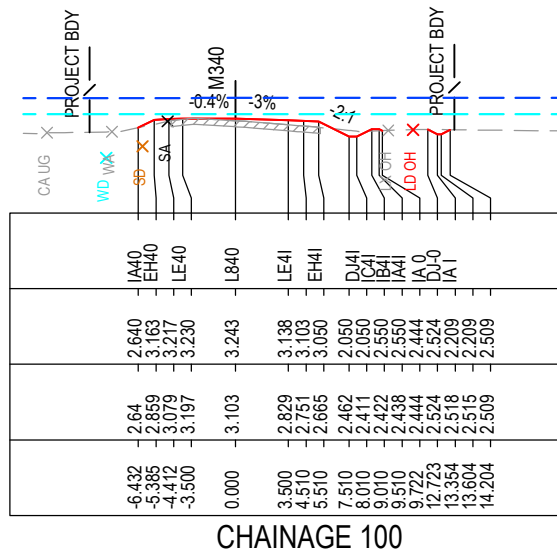 PROJECT BDY
M340
PROJECT BDY
-0.4%
-3%
-2:1
CA UG
WD
WA
SD
SA
OH
LD OH
IA40
EH40
LE40
L840
LE4I
EH4I
DJ4I
IC4I
IB4I
IA4I
IA 0
DJ-0
IA I
2.640
3.163
3.217
3.230
3.243
3.138
3.103
3.050
2.050
2.050
2.550
2.550
2.444
2.524
2.209
2.209
2.509
2.64
2.859
3.079
3.197
3.103
2.829
2.751
2.665
2.462
2.411
2.422
2.438
2.444
2.524
2.518
2.515
2.509
-6.432
-5.385
-4.412
-3.500
0.000
3.500
4.510
5.510
7.510
8.010
9.010
9.510
9.722
12.723
13.354
13.604
14.204
CHAINAGE 100